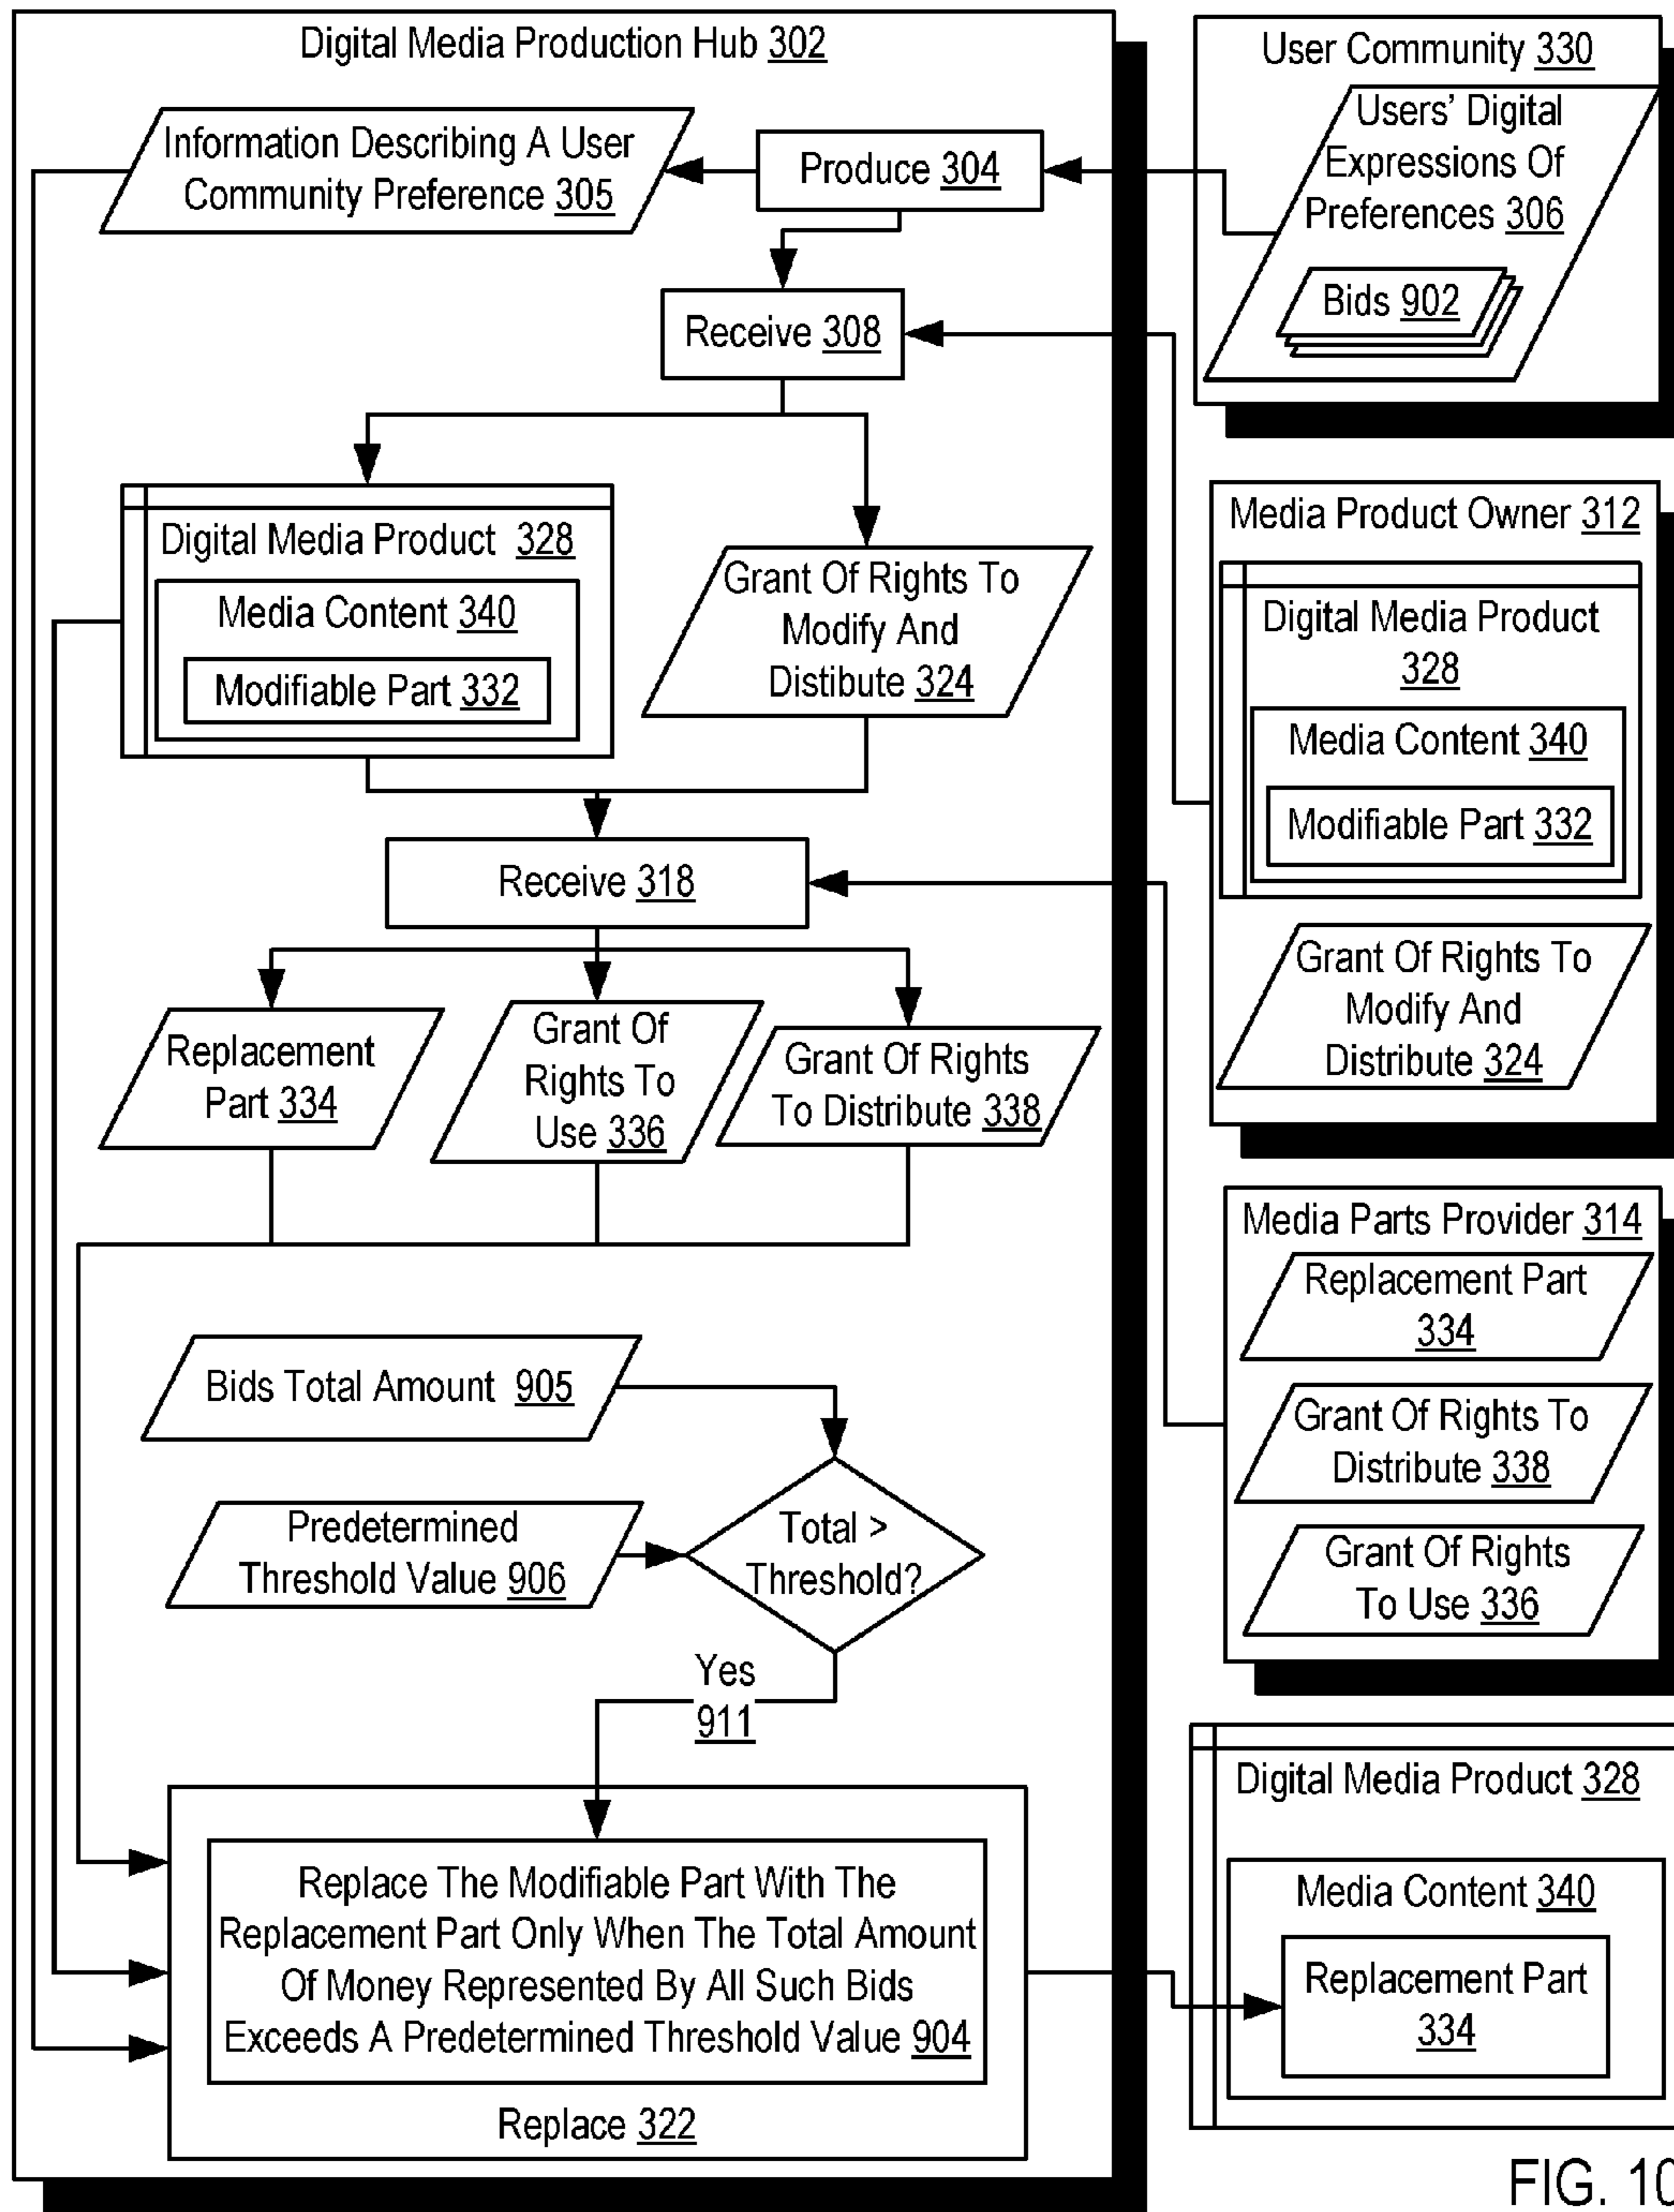 Digital Media Production Hub 302
Information Describing A User
Community Preference 305
Produce 304
Receive 308
Digital Media Product 328
Media Content 340
Modifiable Part 332
Grant Of Rights To
Modify And
Distibute 324
Receive 318
Replacement
Part 334
Grant Of
Rights To
Use 336
Grant Of Rights
To Distribute 338
Bids Total Amount 905
Predetermined
Threshold Value 906
Total >
Threshold?
Yes
911
Replace The Modifiable Part With The
Replacement Part Only When The Total Amount
Of Money Represented By All Such Bids
Exceeds A Predetermined Threshold Value 904
Replace 322
User Community 330
Users' Digital
Expressions Of
Preferences 306
Bids 902
Media Product Owner 312
Digital Media Product
328
Media Content 340
Modifiable Part 332
Grant Of Rights To
Modify And
Distribute 324
Media Parts Provider 314
Replacement Part
334
Grant Of Rights To
Distribute 338
Grant Of Rights
To Use 336
Digital Media Product 328
Media Content 340
Replacement Part
334
FIG. 10